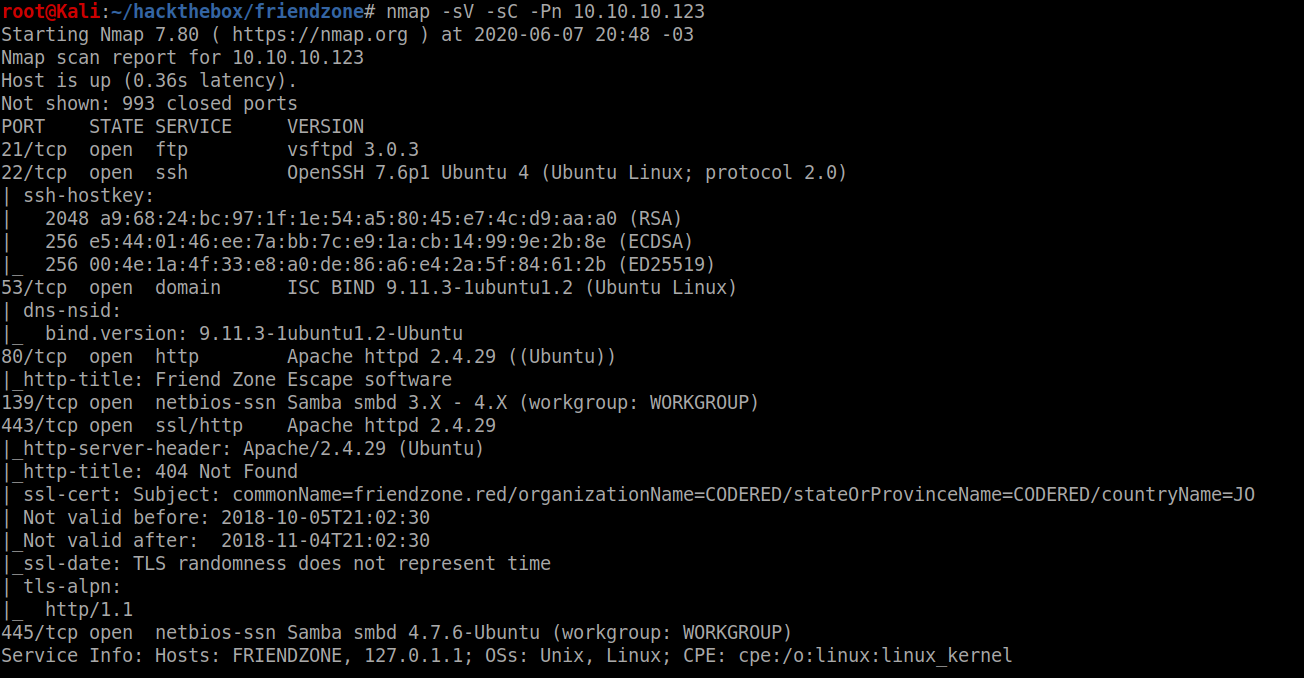 root@Kali:~/hackthebox/friendzone# nmap -sV -sC -Pn 10.10.10.123
Starting Nmap 7.80 ( https://nmap.org ) at 2020-06-07 20:48 -03
Nmap scan report for 10.10.10.123
Host is up (0.36s latency).
Not shown: 993 closed ports
PORT    STATE SERVICE     VERSION
21/tcp  open  ftp         vsftpd 3.0.3
22/tcp  open  ssh         OpenSSH 7.6p1 Ubuntu 4 (Ubuntu Linux; protocol 2.0)
| ssh-hostkey:
|   2048 a9:68:24:bc:97:1f:1e:54:a5:80:45:e7:4c:d9:aa:a0 (RSA)
|   256 e5:44:01:46:ee:7a:bb:7c:e9:1a:cb:14:99:9e:2b:8e (ECDSA)
|_  256 00:4e:1a:4f:33:e8:a0:de:86:a6:e4:2a:5f:84:61:2b (ED25519)
53/tcp  open  domain      ISC BIND 9.11.3-1ubuntu1.2 (Ubuntu Linux)
| dns-nsid:
|_  bind.version: 9.11.3-1ubuntu1.2-Ubuntu
80/tcp  open  http        Apache httpd 2.4.29 ((Ubuntu))
|_http-title: Friend Zone Escape software
139/tcp open  netbios-ssn Samba smbd 3.X - 4.X (workgroup: WORKGROUP)
443/tcp open  ssl/http    Apache httpd 2.4.29
|_http-server-header: Apache/2.4.29 (Ubuntu)
|_http-title: 404 Not Found
| ssl-cert: Subject: commonName=friendzone.red/organizationName=CODERED/stateOrProvinceName=CODERED/countryName=JO
| Not valid before: 2018-10-05T21:02:30
|_Not valid after:  2018-11-04T21:02:30
|_ssl-date: TLS randomness does not represent time
| tls-alpn:
|_  http/1.1
445/tcp open  netbios-ssn Samba smbd 4.7.6-Ubuntu (workgroup: WORKGROUP)
Service Info: Hosts: FRIENDZONE, 127.0.1.1; OSs: Unix, Linux; CPE: cpe:/o:linux:linux_kernel